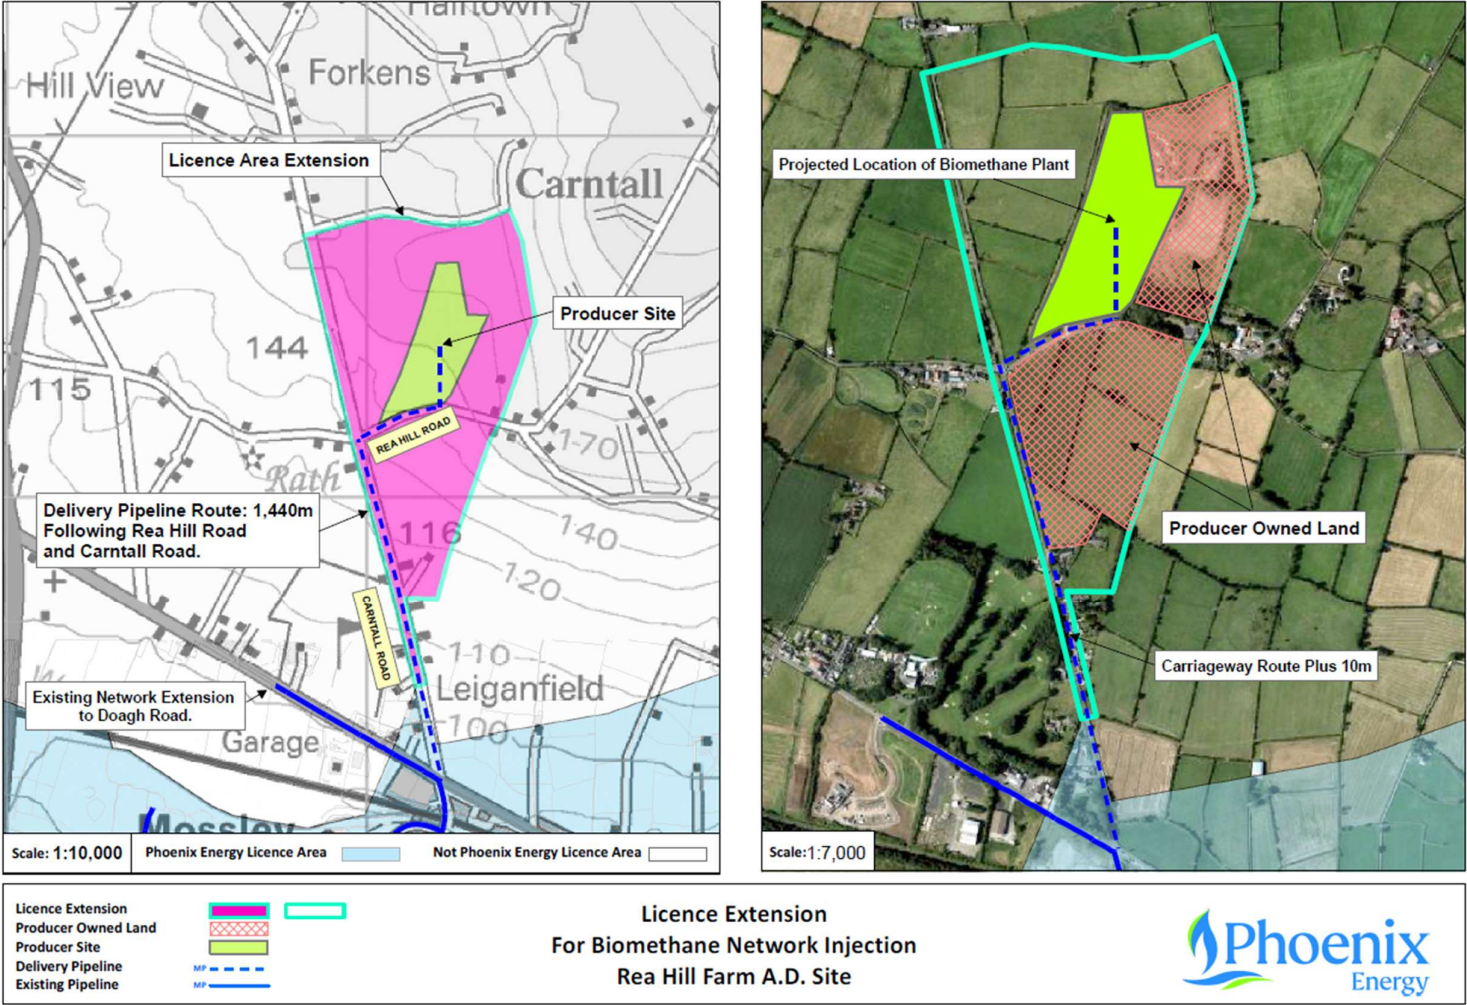 Halftown
Hill View
Forkens
Licence Area Extension
Carntall
Producer Site
144
115
REA HILL ROAD
170
Rath
Delivery Pipeline Route: 1,440m
Following Rea Hill Road
and Carntall Road.
116
140
120
CARNTALL ROAD
110
Leiganfield
Existing Network Extension
to Doagh Road.
100
Garage
Mossley
Scale: 1:10,000
Phoenix Energy Licence Area
Not Phoenix Energy Licence Area
Projected Location of Biomethane Plant
Producer Owned Land
Carriageway Route Plus 10m
Scale:1:7,000
Licence Extension
Producer Owned Land
Producer Site
Delivery Pipeline
MP
Existing Pipeline
MP
Licence Extension
For Biomethane Network Injection
Rea Hill Farm A.D. Site
Phoenix
Energy